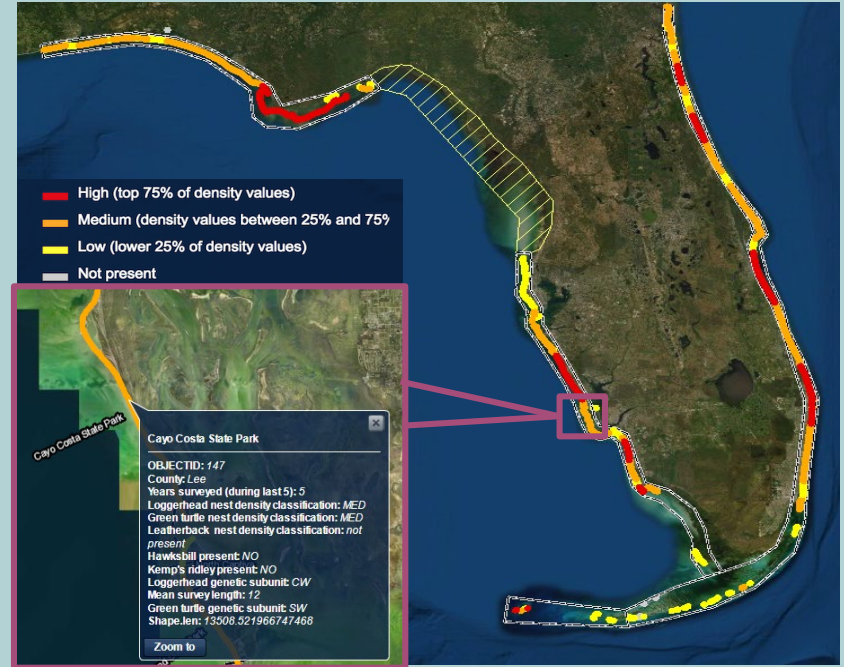 High (top 75% of density values)
Medium (density values between 25% and 75%
Low (lower 25% of density values)
Not present
Cayo Costa State Park
Cayo Costa State Park
OBJECTID: 147
County: Lee
Years surveyed (during last 5): 5
Loggerhead nest density classification: MED
Green turtle nest density classification: MED
Leatherback nest density classification: not
present
Hawksbill present: NO
Kemp's ridley present: NO
Loggerhead genetic subunit: CW
Mean survey length: 12
Green turtle genetic subunit: SW
Shape.len: 13508.521966747468
Zoom to